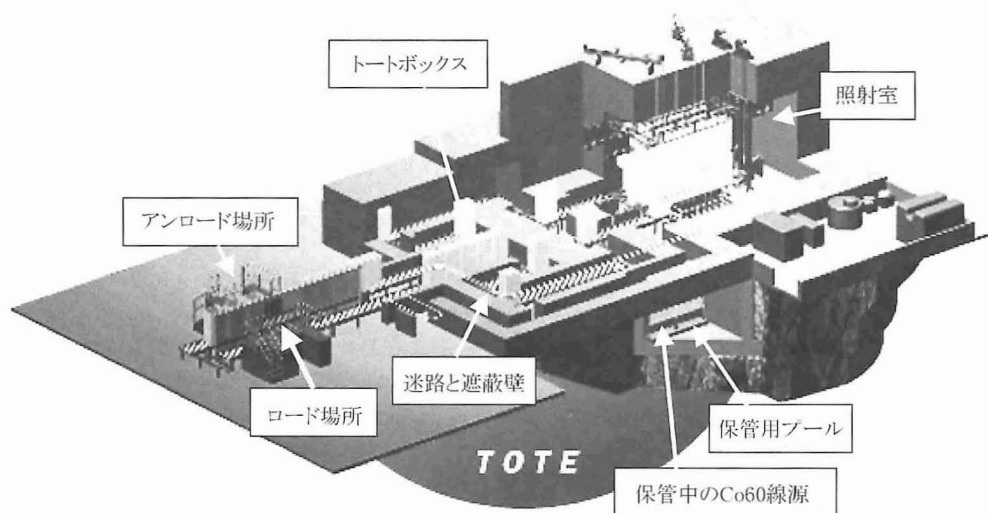 トートボックス
照射室
アンロード場所
迷路と遮蔽壁
ロード場所
保管用プール
TOTE
保管中のCo60線源